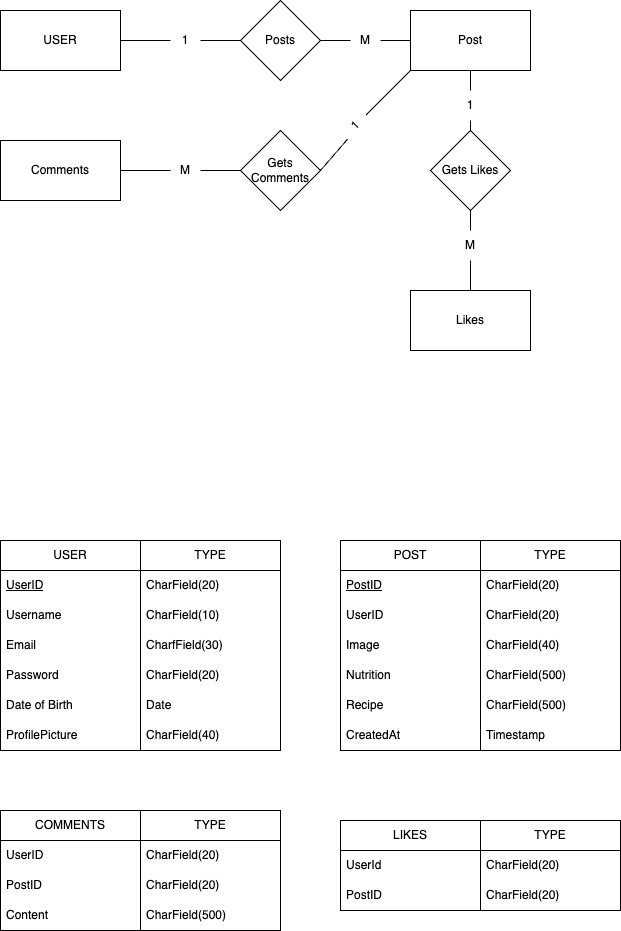 USER
1
Posts
M
Post
1
1
Comments
M
Gets
Comments
Gets Likes
M
Likes
USER TYPE
UserID CharField(20)
Username CharField(10)
Email CharfField(30)
Password CharField(20)
Date of Birth Date
ProfilePicture CharField(40)
POST TYPE
PostID CharField(20)
UserID CharField(20)
Image CharField(40)
Nutrition CharField(500)
Recipe CharField(500)
CreatedAt Timestamp
COMMENTS TYPE
UserID CharField(20)
PostID CharField(20)
Content CharField(500)
LIKES TYPE
UserId CharField(20)
PostID CharField(20)